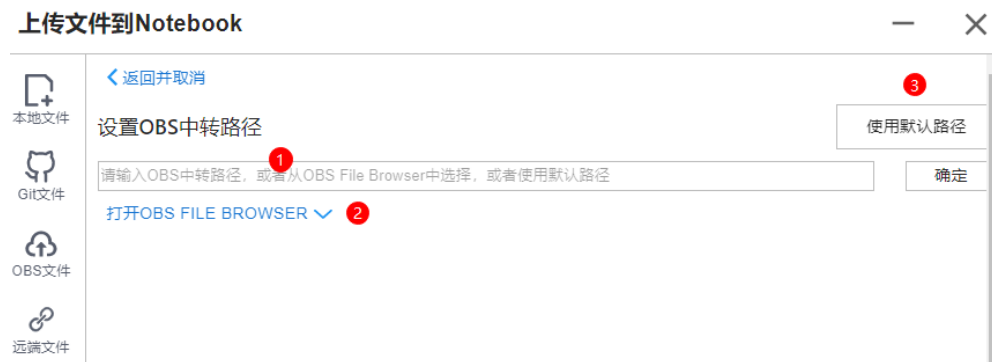 上传文件到Notebook
本地文件
Git文件
OBS文件
远端文件
返回并取消
3
设置OBS中转路径
使用默认路径
1
请输入OBS中转路径，或者从OBS File Browser中选择，或者使用默认路径
确定
打开OBS FILE BROWSER
2